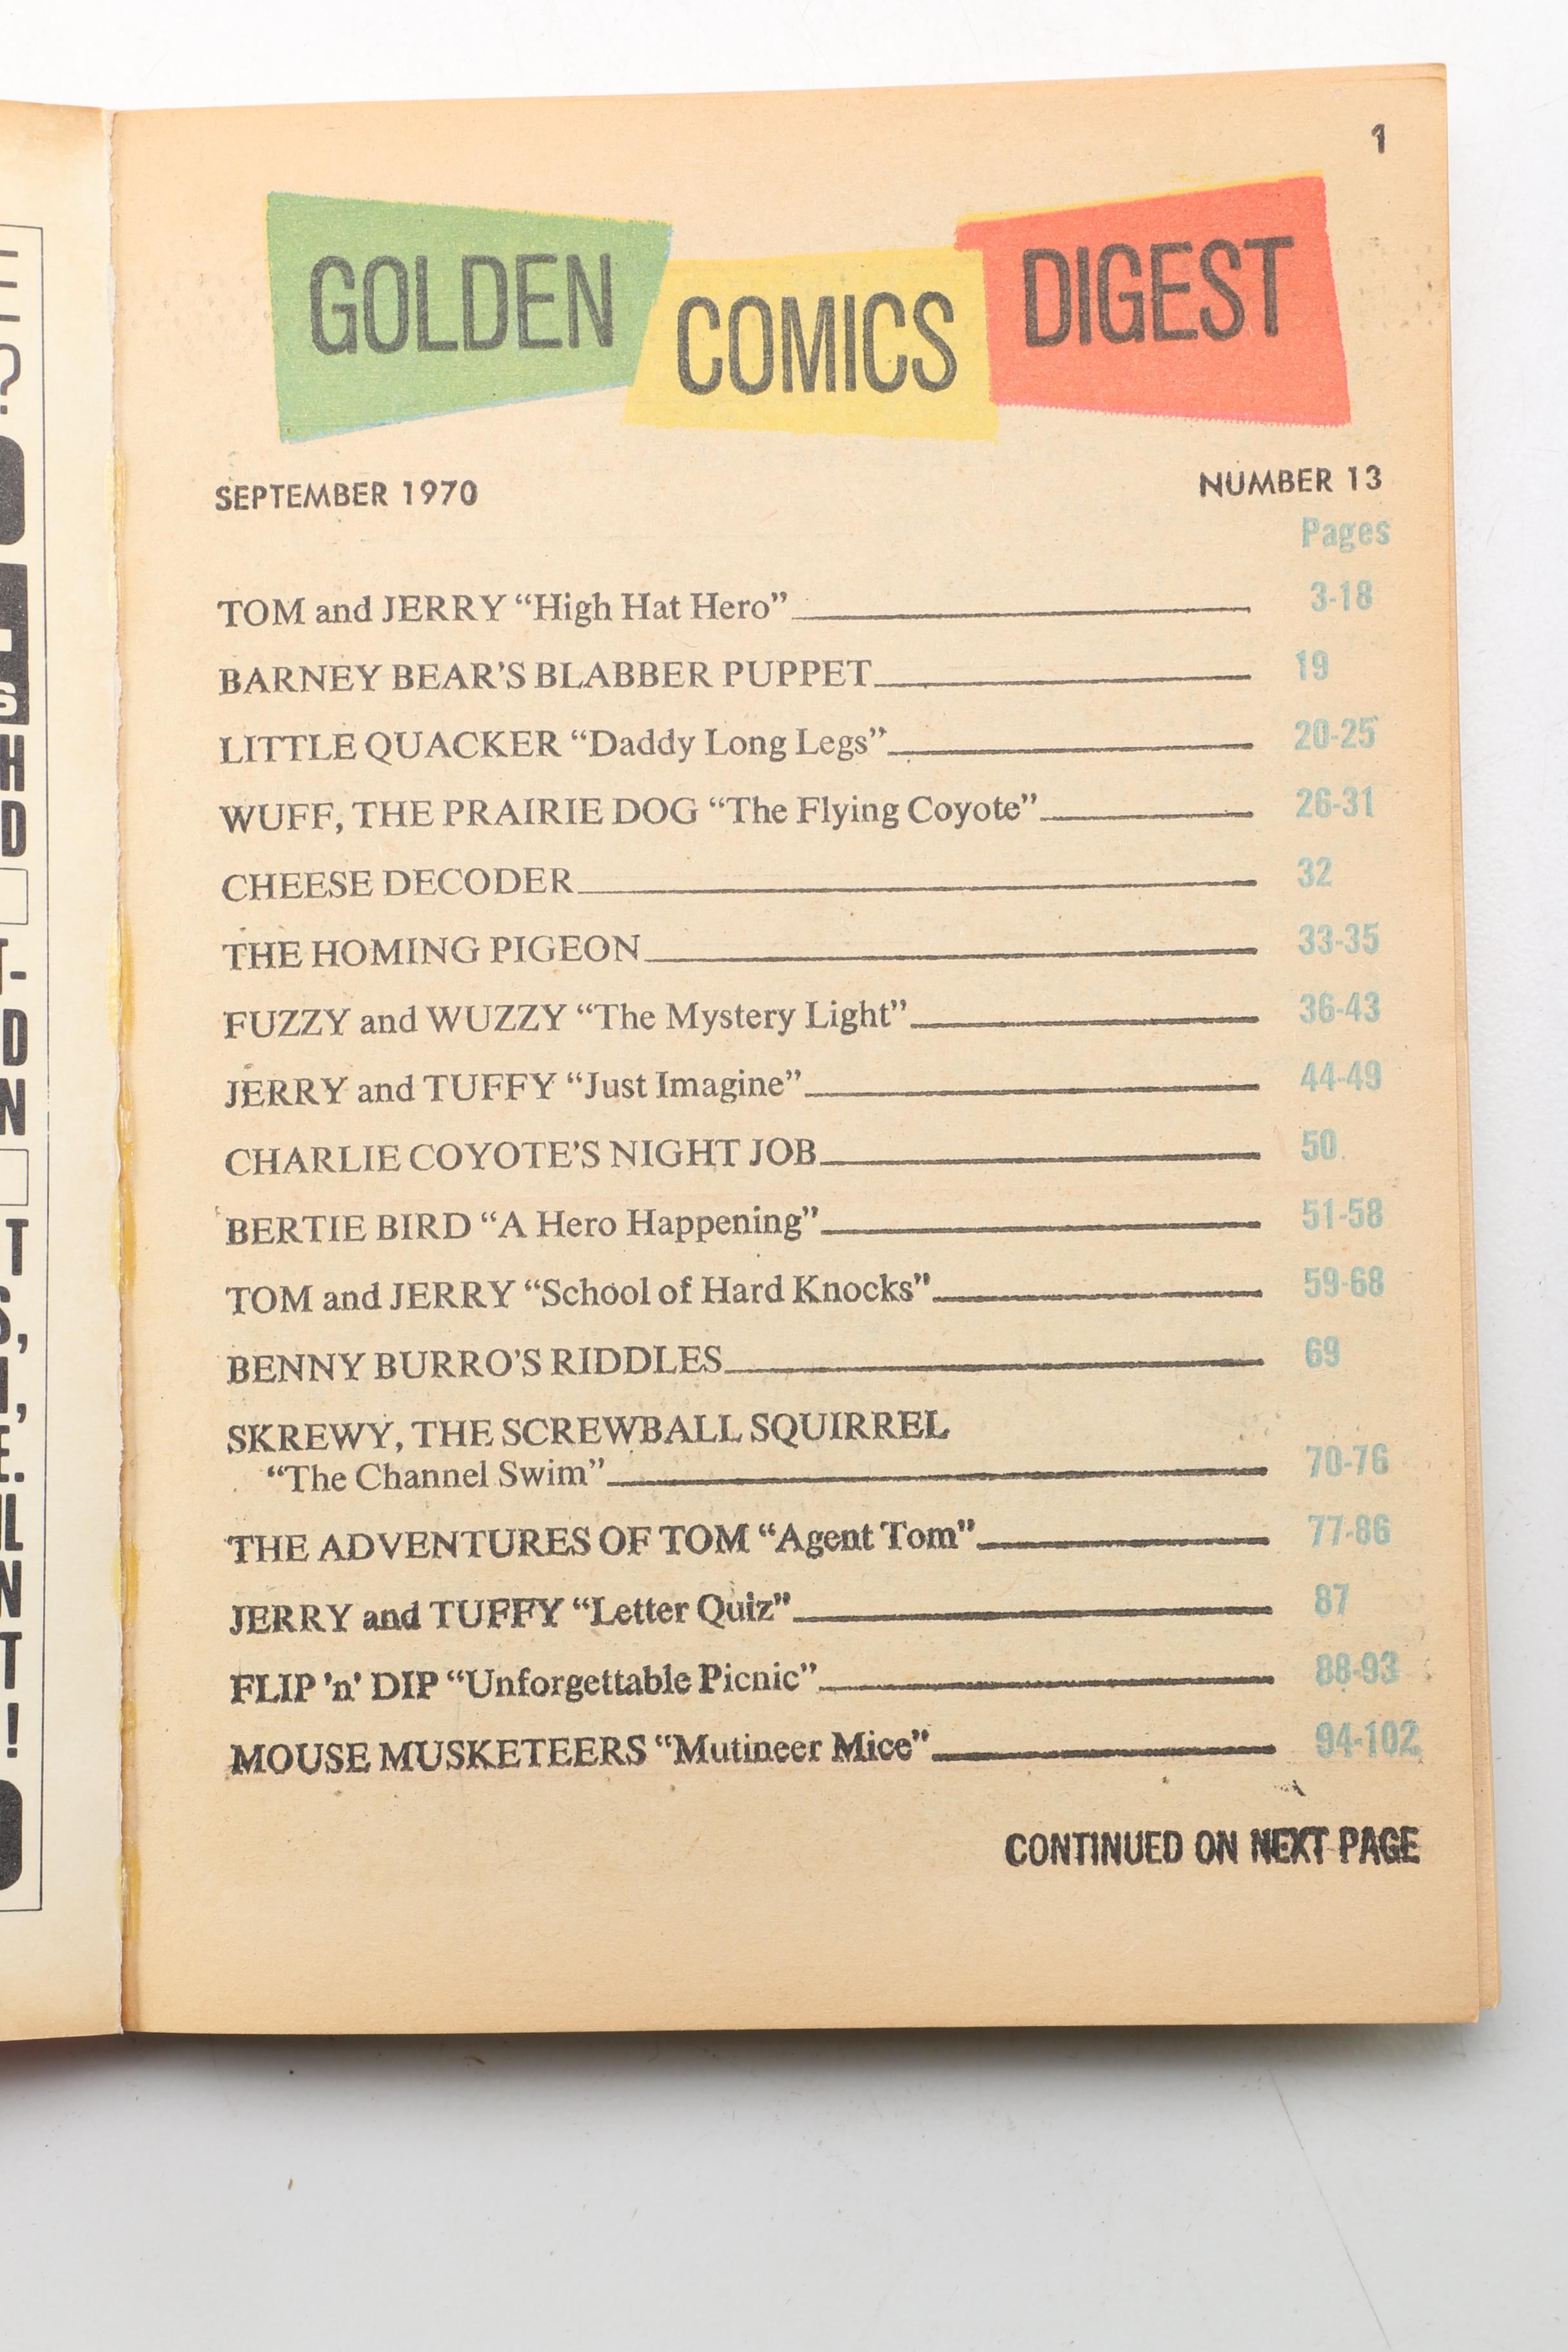 1
GOLDEN COMICS DIGEST
SEPTEMBER 1970 NUMBER 13
Pages
TOM and JERRY “High Hat Hero” 3-18
BARNEY BEAR’S BLABBER PUPPET 19
LITTLE QUACKER “Daddy Long Legs” 20-25
WUFF, THE PRAIRIE DOG “The Flying Coyote” 26-31
CHEESE DECODER 32
THE HOMING PIGEON 33-35
FUZZY and WUZZY “The Mystery Light” 36-43
JERRY and TUFFY “Just Imagine” 44-49
CHARLIE COYOTE’S NIGHT JOB 50
BERTIE BIRD “A Hero Happening” 51-58
TOM and JERRY “School of Hard Knocks” 59-68
BENNY BURRO’S RIDDLES 69
SKREWY, THE SCREWBALL SQUIRREL
“The Channel Swim” 70-76
THE ADVENTURES OF TOM “Agent Tom” 77-86
JERRY and TUFFY “Letter Quiz” 87
FLIP ’n’ DIP “Unforgettable Picnic” 88-93
MOUSE MUSKETEERS “Mutineer Mice” 94-102
CONTINUED ON NEXT PAGE